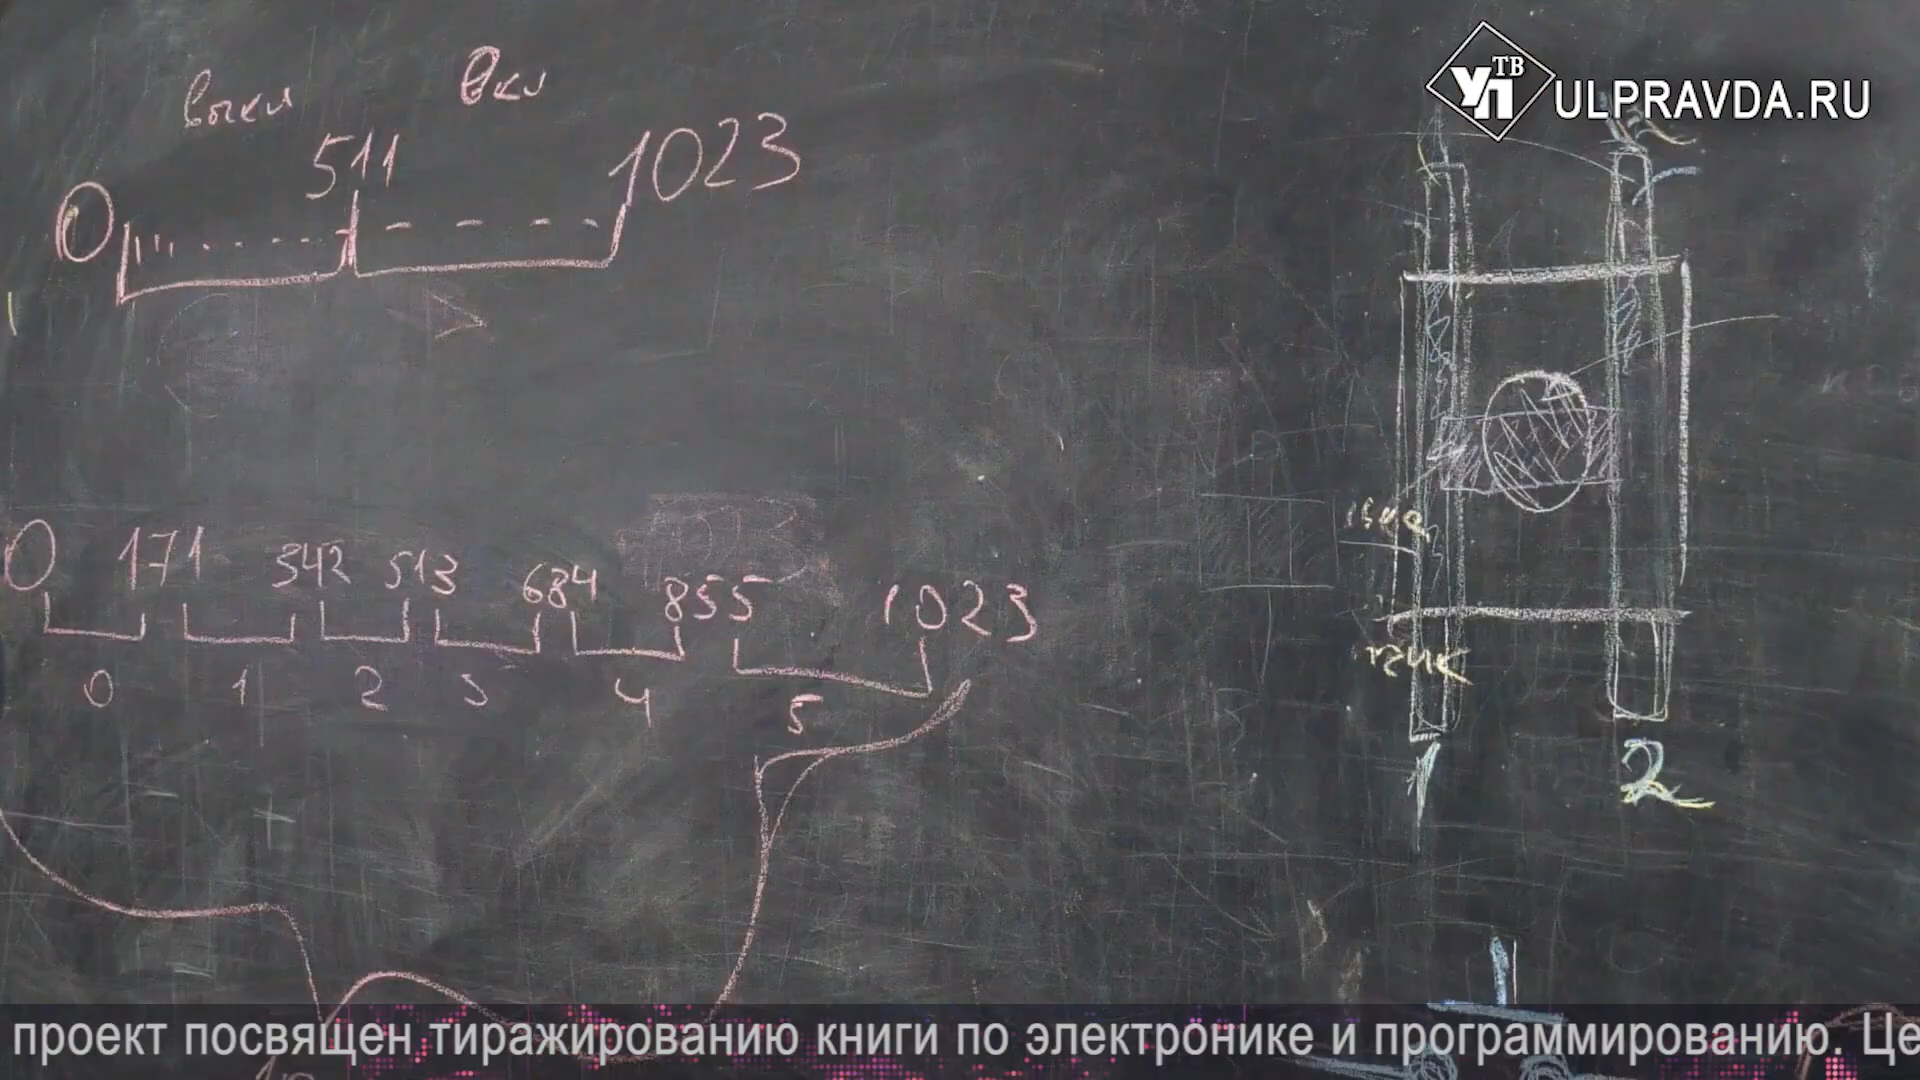 УП ТВ ULPRAVDA.RU
выкл вкл
0 511 1023
0 171 342 513 684 855 1023
0 1 2 3 4 5
1 2
проект посвящен тиражированию книги по электронике и программированию. Це